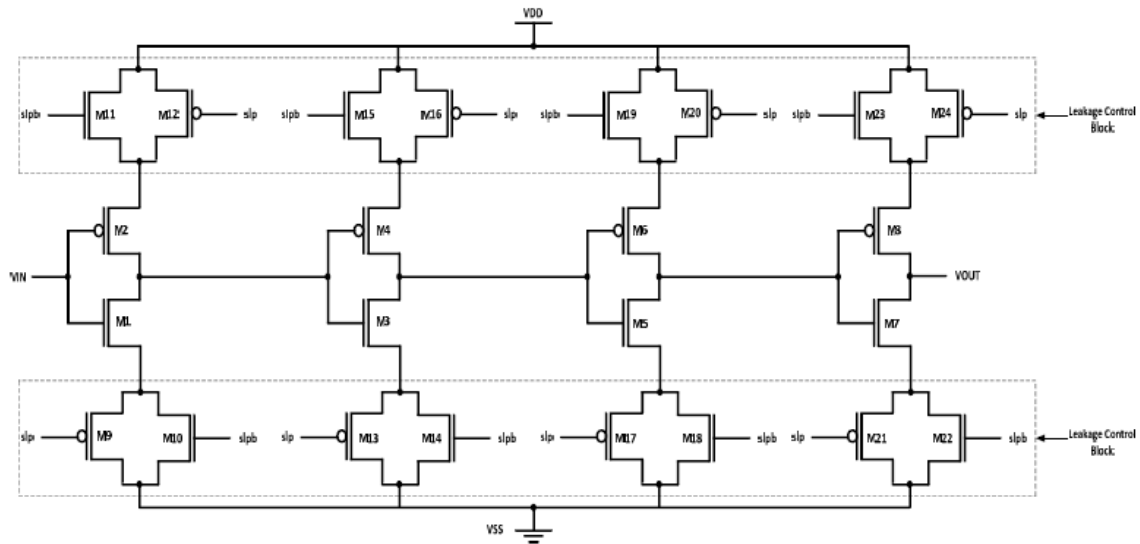 VDD
slpb M11 M12 slp slpb M15 M16 slp slpb M19 M20 slp slpb M23 M24 slp
Leakage Control
Block
M2 M4 M6 M8
VIN VOUT
M1 M3 M5 M7
slp M9 M10 slpb slp M13 M14 slpb slp M17 M18 slpb slp M21 M22 slpb
Leakage Control
Block
VSS